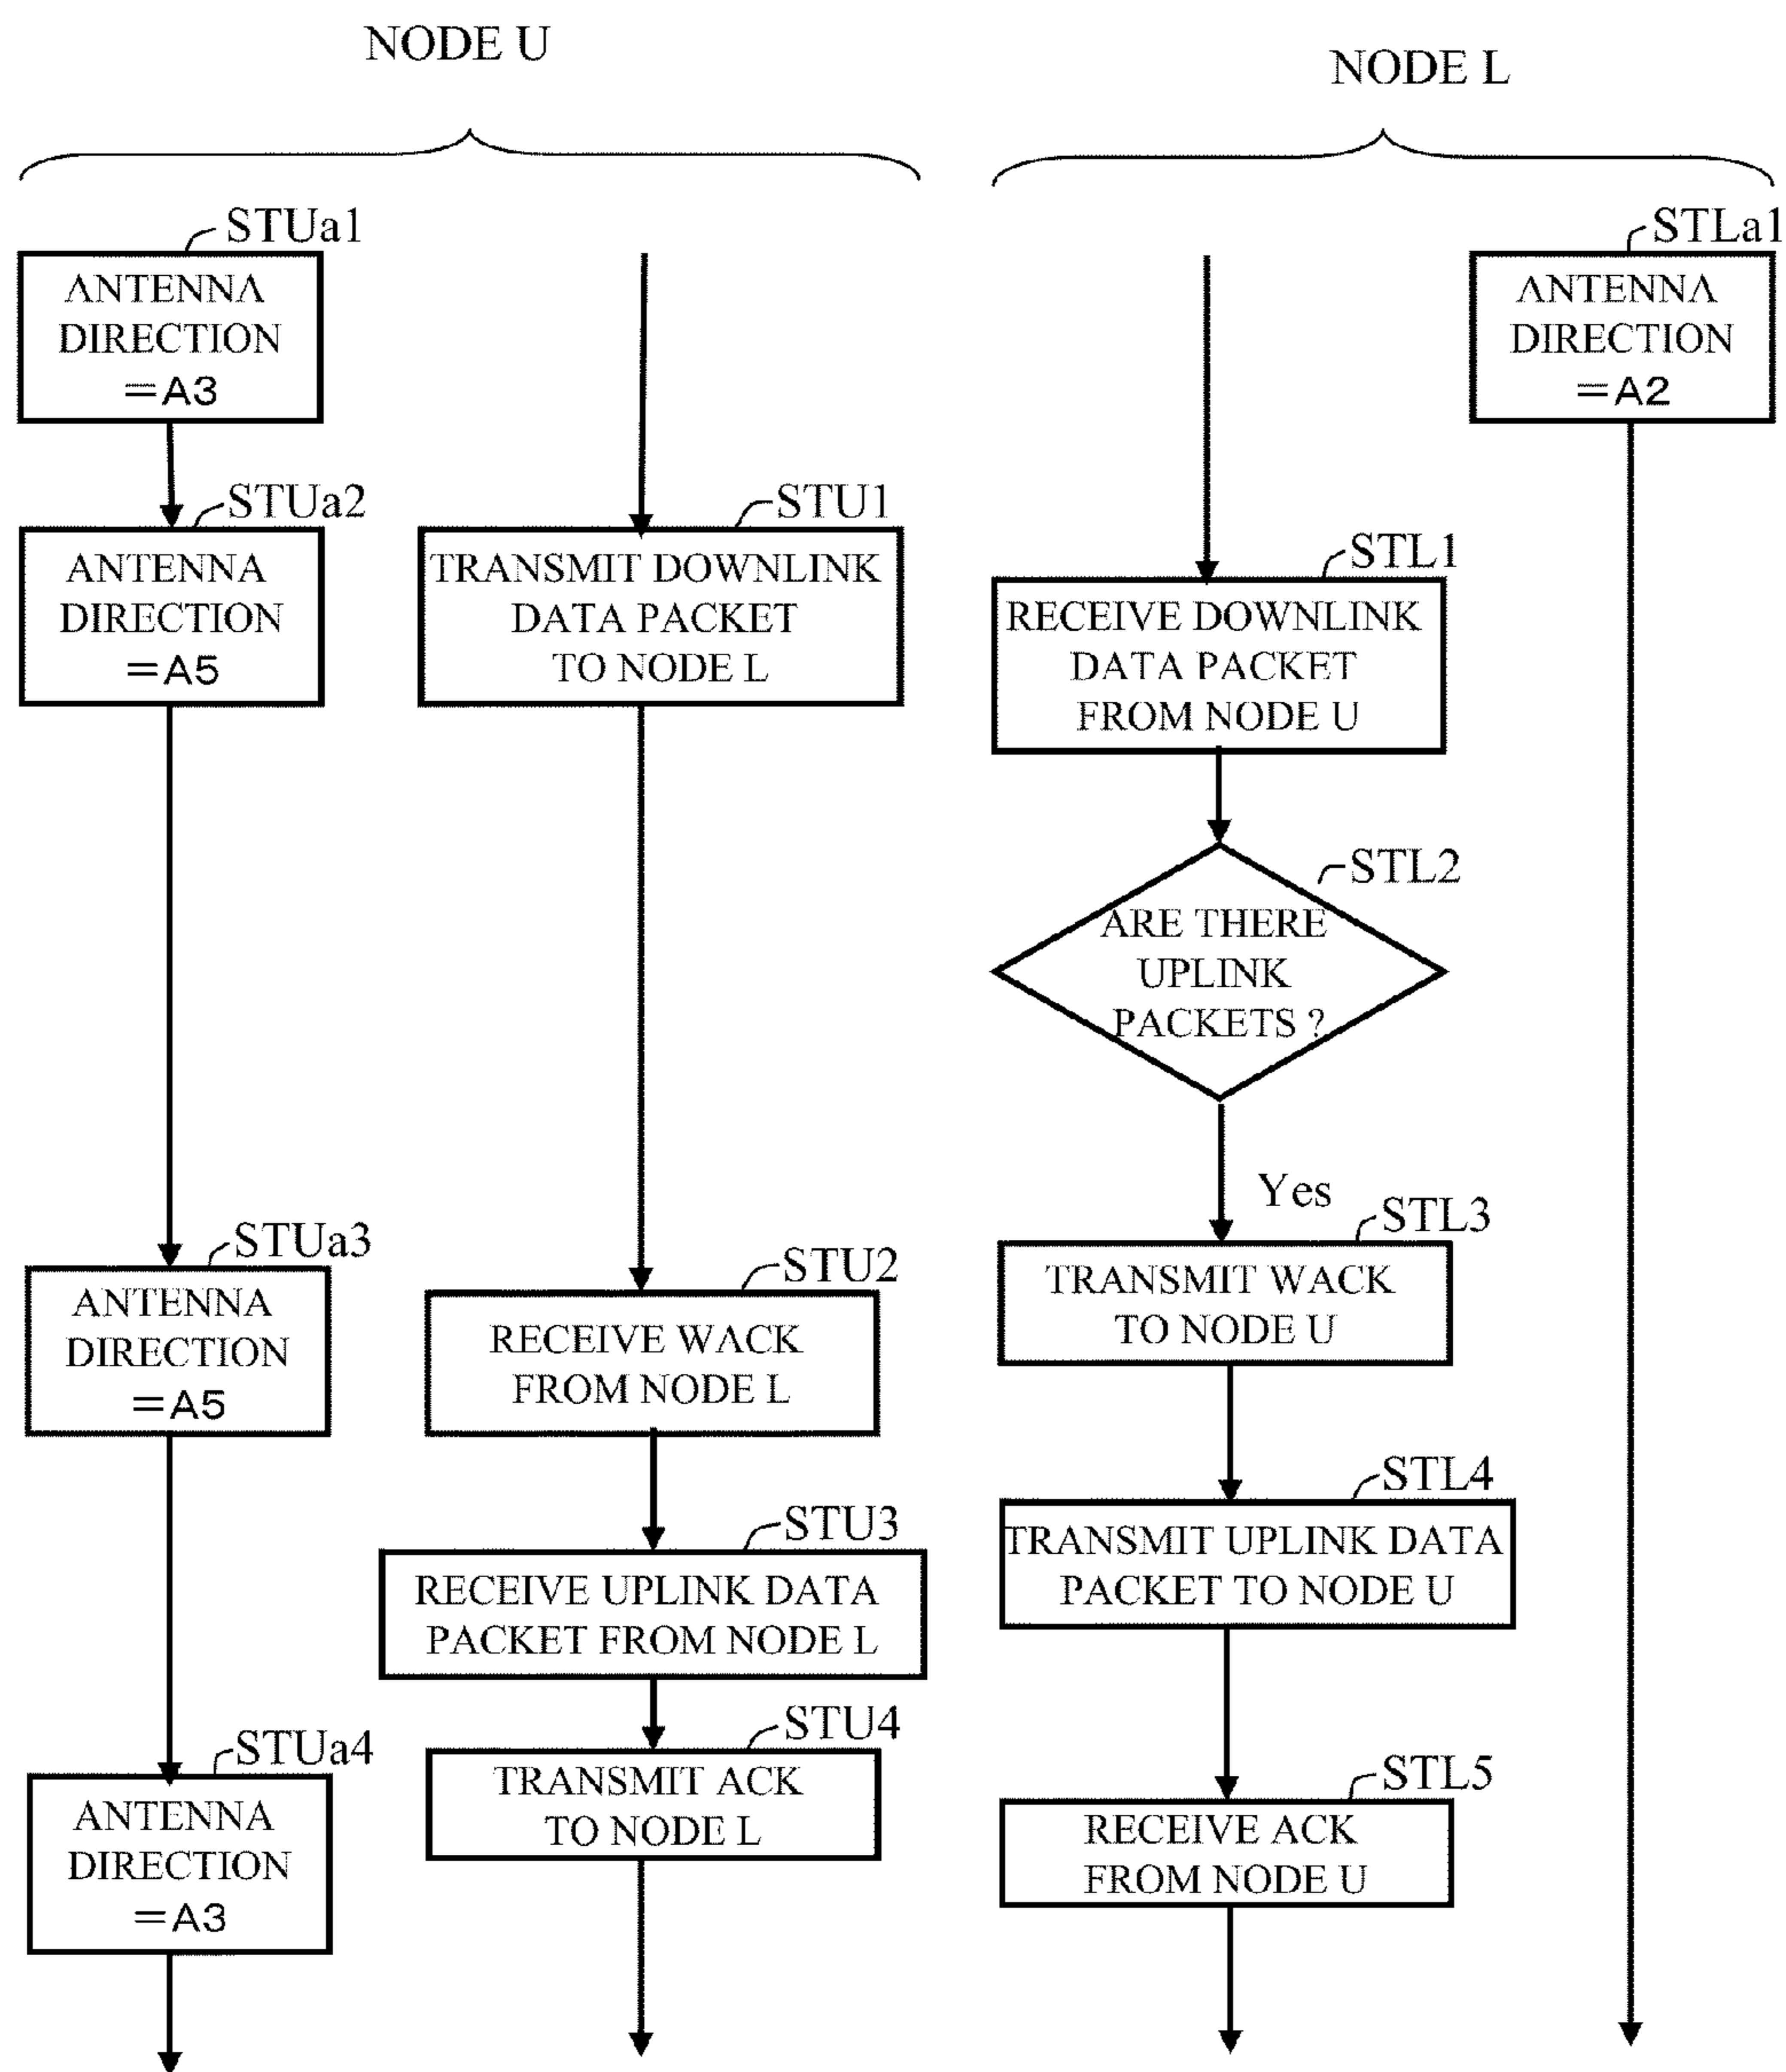 NODE U
NODE L
STUa1
ANTENNA
DIRECTION
=A3
STLa1
ANTENNA
DIRECTION
=A2
STUa2
ANTENNA
DIRECTION
=A5
STU1
TRANSMIT DOWNLINK
DATA PACKET
TO NODE L
STL1
RECEIVE DOWNLINK
DATA PACKET
FROM NODE U
STL2
ARE THERE
UPLINK
PACKETS ?
Yes
STUa3
ANTENNA
DIRECTION
=A5
STU2
RECEIVE WACK
FROM NODE L
STL3
TRANSMIT WACK
TO NODE U
STU3
RECEIVE UPLINK DATA
PACKET FROM NODE L
STL4
TRANSMIT UPLINK DATA
PACKET TO NODE U
STUa4
ANTENNA
DIRECTION
=A3
STU4
TRANSMIT ACK
TO NODE L
STL5
RECEIVE ACK
FROM NODE U